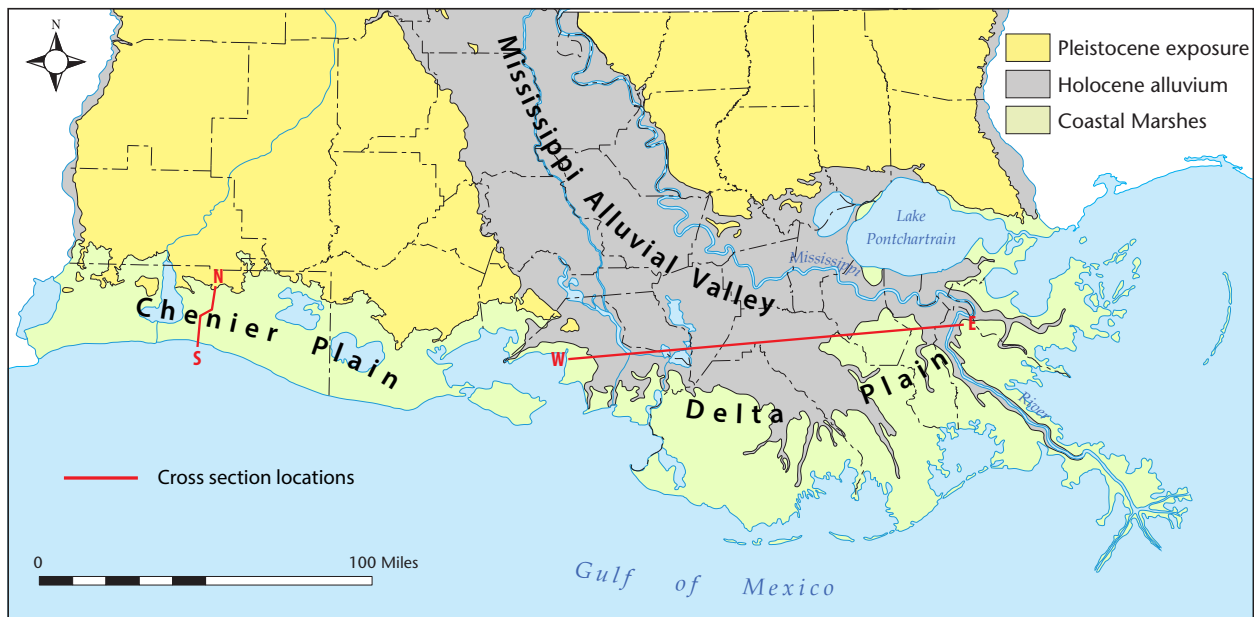 N
Pleistocene exposure
Holocene alluvium
Coastal Marshes
Mississippi Alluvial Valley
Lake
Pontchartrain
Mississippi
River
N
S
Chenier Plain
W
E
Delta Plain
Cross section locations
0
100 Miles
Gulf of Mexico